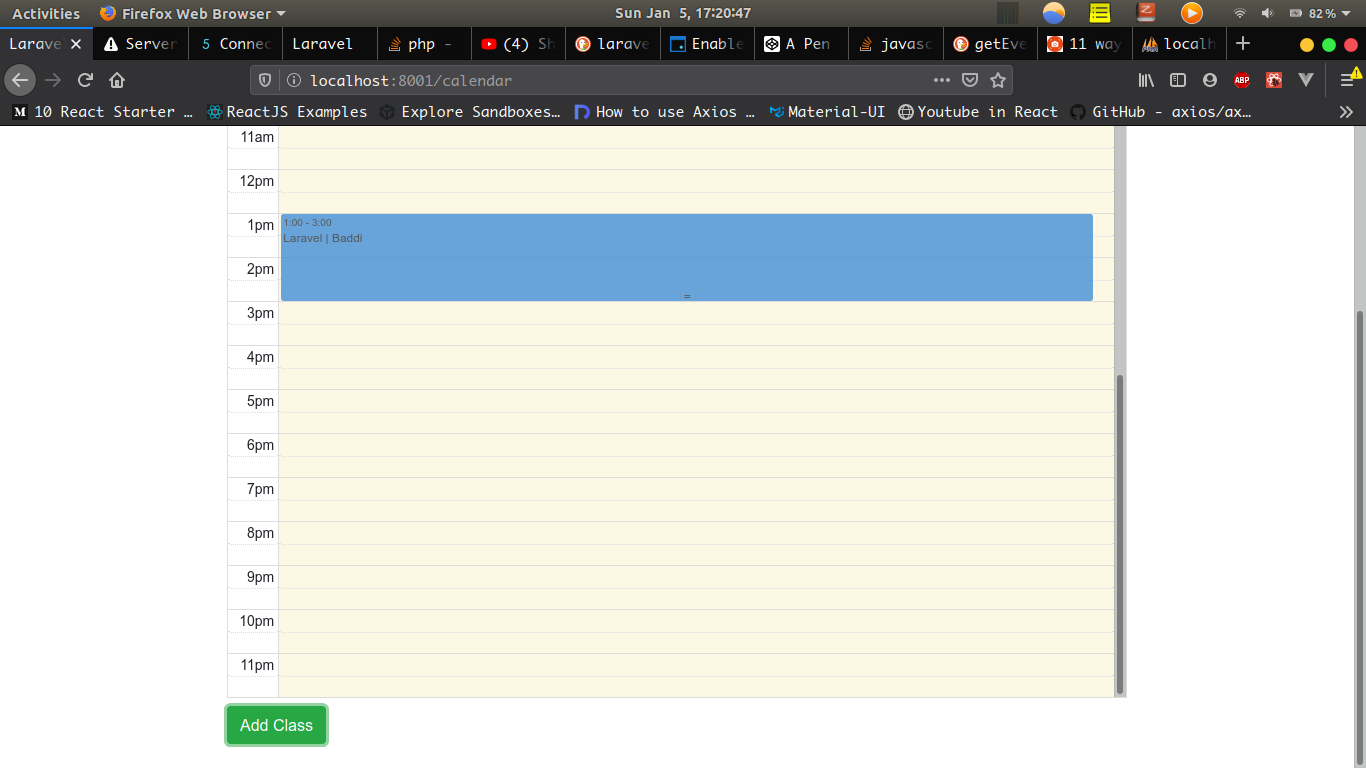 Activities Firefox Web Browser Sun Jan 5, 17:20:47 82%
Larave Server 5 Connec Laravel php - (4) Sh larave Enable A Pen javasc getEve 11 way localh
localhost:8001/calendar ABP
M 10 React Starter … ReactJS Examples Explore Sandboxes… How to use Axios … Material-UI Youtube in React GitHub - axios/ax…
11am
12pm
1pm 1:00 - 3:00
Laravel | Baddi
2pm
3pm
4pm
5pm
6pm
7pm
8pm
9pm
10pm
11pm
Add Class